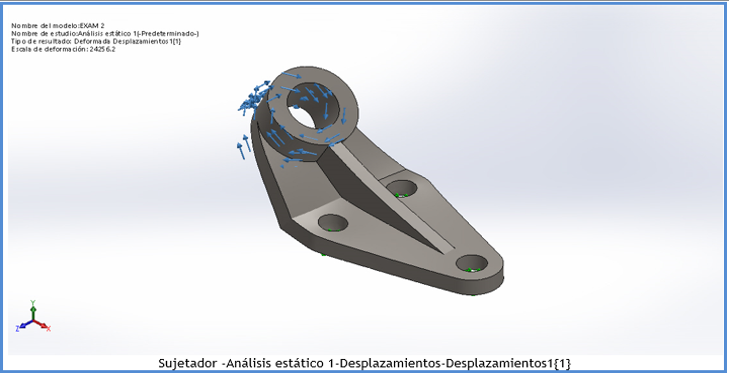 Nombre del modelo:EXAM 2
Nombre de estudio:Análisis estático 1(-Predeterminado-)
Tipo de resultado: Deformada Desplazamientos1{1}
Escala de deformación: 24256.2
Y
Z
X
Sujetador -Análisis estático 1-Desplazamientos-Desplazamientos1{1}